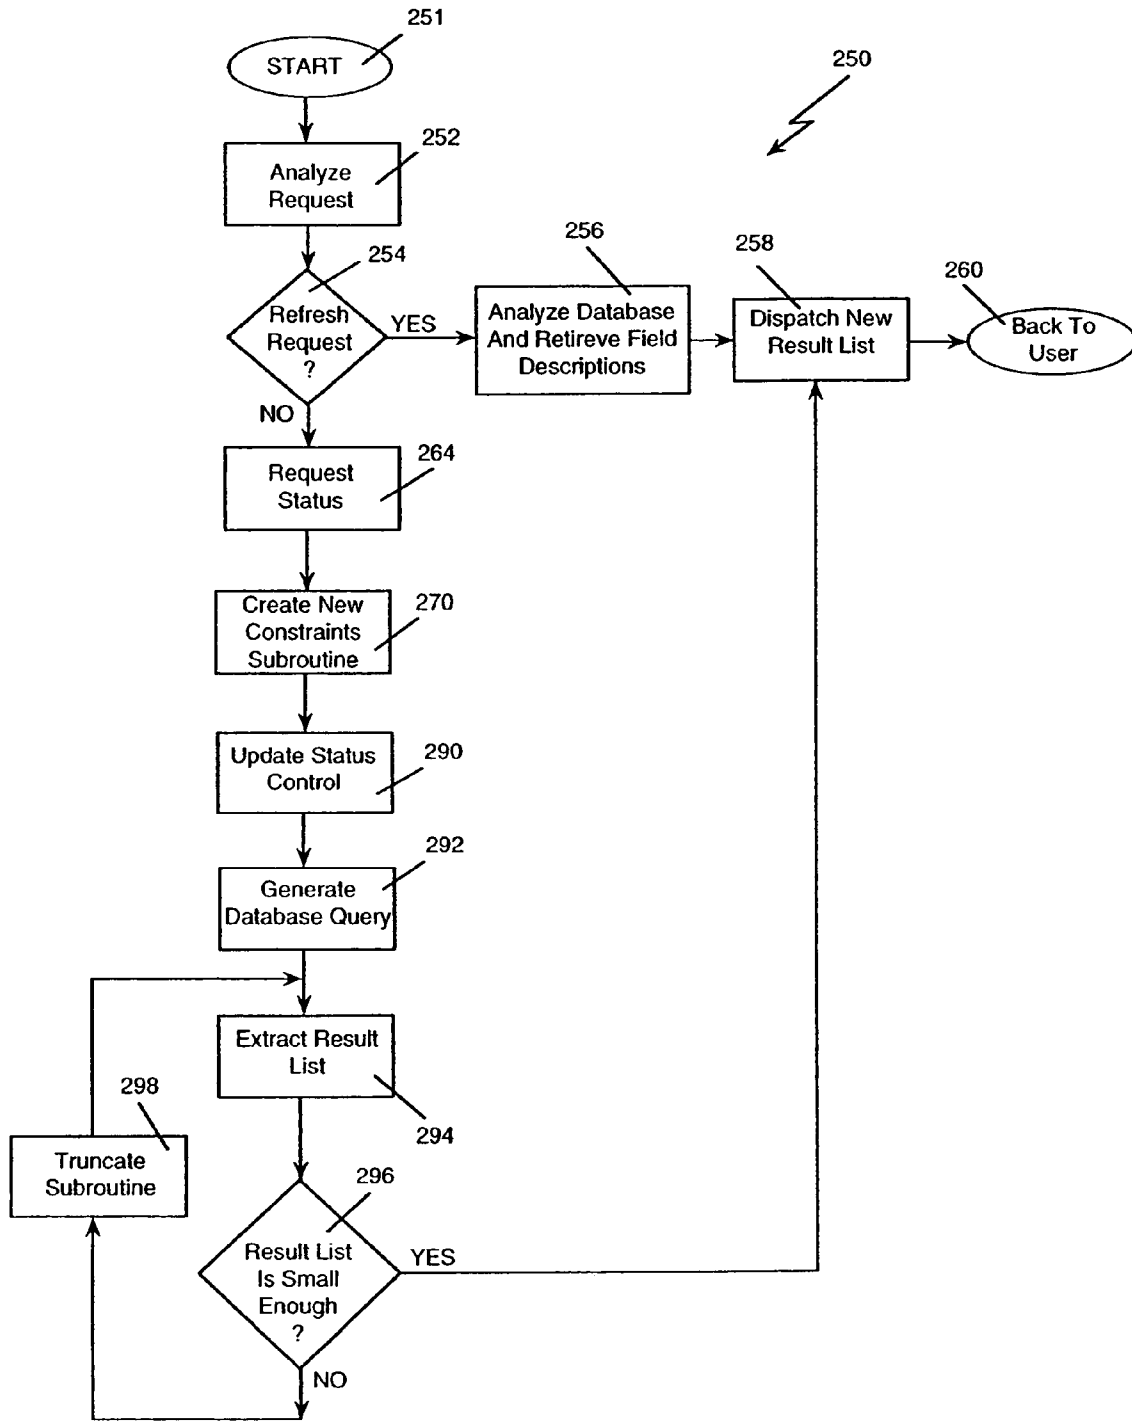 251
START
250
252
Analyze
Request
254
Refresh
Request
?
YES
NO
256
Analyze Database
And Retireve Field
Descriptions
258
Dispatch New
Result List
260
Back To
User
264
Request
Status
Create New
Constraints
Subroutine
270
Update Status
Control
290
292
Generate
Database Query
Extract Result
List
294
298
Truncate
Subroutine
296
Result List
Is Small
Enough
?
YES
NO